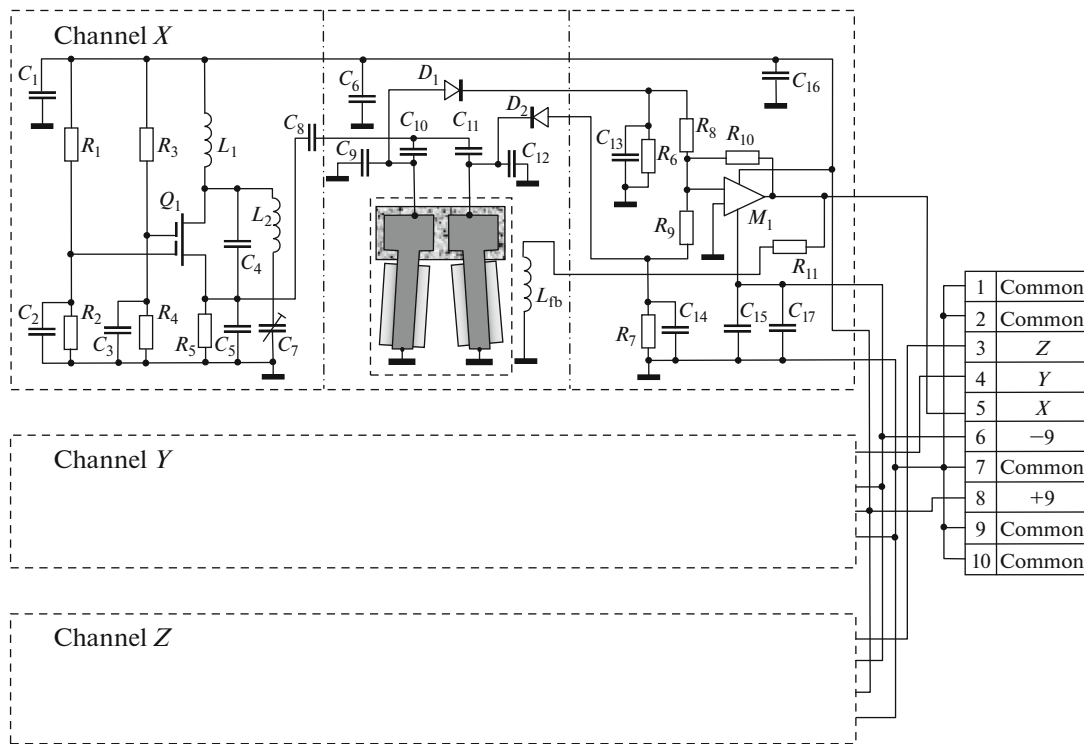 Channel X
C1
R1
R3
L1
Q1
L2
C4
C2
R2
C3
R4
R5
C5
C7
C8
C6
D1
D2
C10
C11
C9
C12
Lfb
C13
R6
R8
R10
R9
M1
R11
R7
C14
C15
C17
C16
Channel Y
Channel Z
1 Common
2 Common
3 Z
4 Y
5 X
6 −9
7 Common
8 +9
9 Common
10 Common